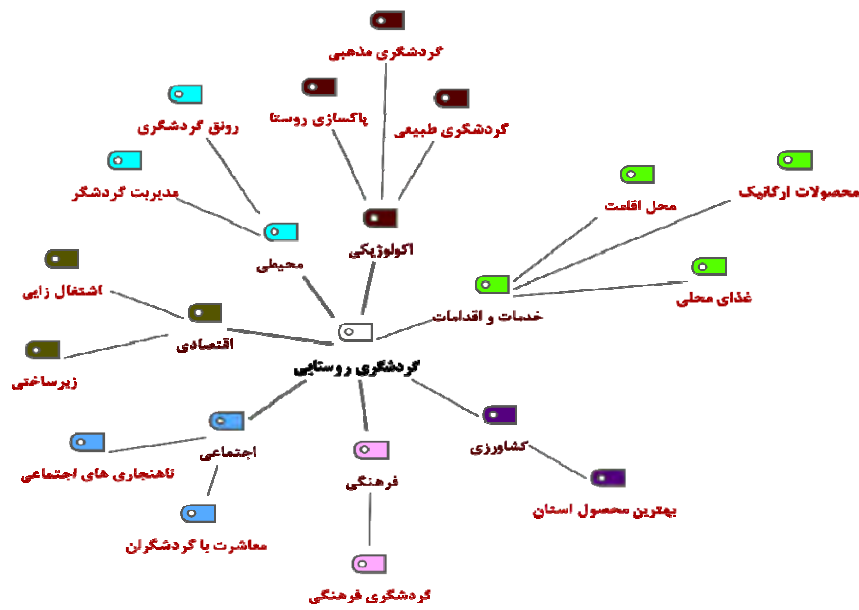 گردشگری مذهبی
پاکسازی روستا
گردشگری طبیعی
رونق گردشگری
مدیریت گردشگر
محل اقامت
محصولات ارگانیک
اکولوژیکی
محیطی
غذای محلی
اشتغال زایی
خدمات و اقدامات
اقتصادی
گردشگری روستایی
زیرساختی
اجتماعی
کشاورزی
ناهنجاری های اجتماعی
فرهنگی
بهترین محصول استان
معاشرت با گردشگران
گردشگری فرهنگی